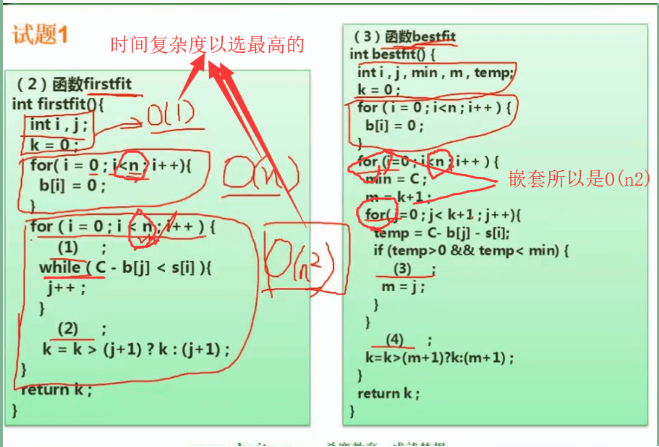 试题1
时间复杂度以选最高的
（2）函数firstfit
int firstfit(){
int i , j ;
k = 0 ;
O(1)
for( i = 0 ; i<n ; i++){
b[i] = 0 ;
}
O(n)
for ( i = 0 ; i < n ; i++ ) {
(1) ;
while ( C - b[j] < s[i] ){
j++ ;
}
(2) ;
k = k > (j+1) ? k : (j+1) ;
}
return k ;
}
O(n²)
（3）函数bestfit
int bestfit() {
int i , j , min , m , temp;
k = 0 ;
for ( i = 0 ; i<n ; i++ ) {
b[i] = 0 ;
}
for (i=0 ; i<n ; i++ ) {
min = C ;
m = k+1 ;
for( j=0 ; j< k+1 ; j++){
temp = C- b[j] - s[i];
if (temp>0 && temp< min) {
(3) ;
m = j ;
}
}
(4) ;
k=k>(m+1)?k:(m+1) ;
}
return k ;
}
嵌套所以是O(n2)